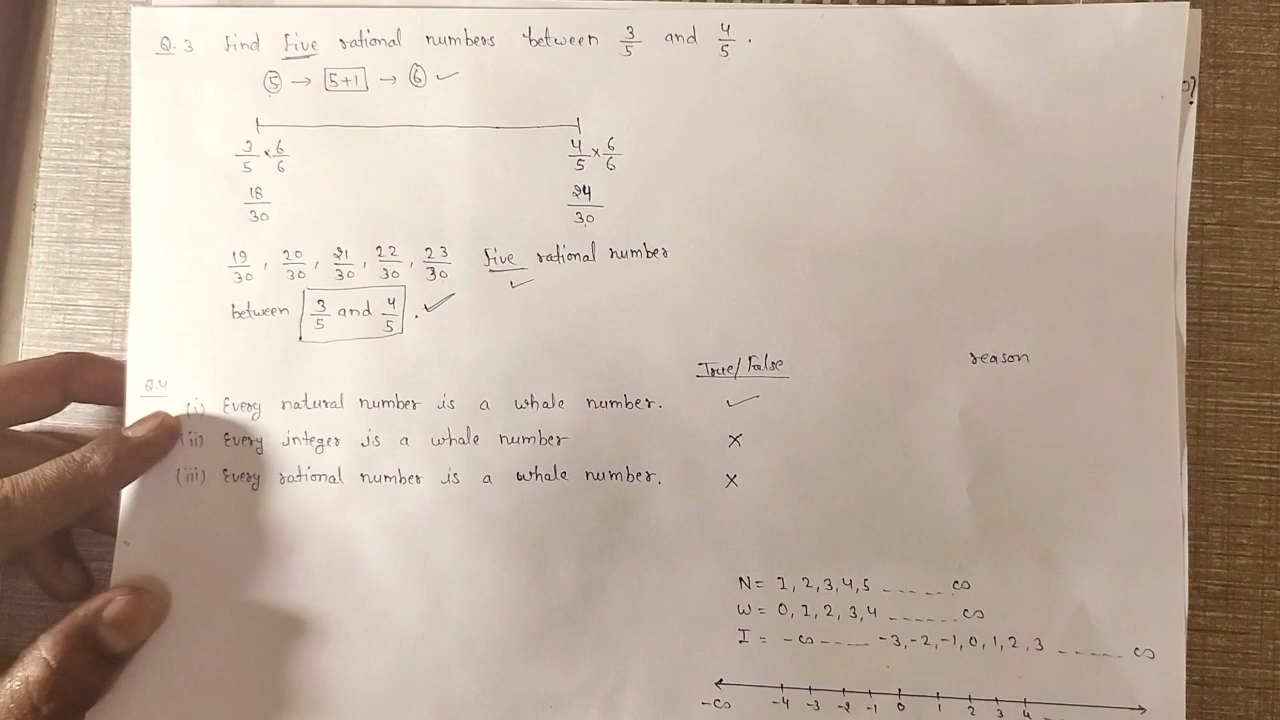 Q.3 Find Five rational numbers between 3/5 and 4/5 .
5 → 5+1 → 6 ✓
3/5 × 6/6 4/5 × 6/6
18/30 24/30
19/30 , 20/30 , 21/30 , 22/30 , 23/30 Five rational number ✓
between 3/5 and 4/5 . ✓
True/False reason
Q.4
(i) Every natural number is a whole number. ✓
(ii) Every integer is a whole number ×
(iii) Every rational number is a whole number. ×
N = 1, 2, 3, 4, 5 ----- ∞
W = 0, 1, 2, 3, 4 ------ ∞
I = -∞ ---- -3, -2, -1, 0, 1, 2, 3 ------ ∞
-∞ -4 -3 -2 -1 0 1 2 3 4